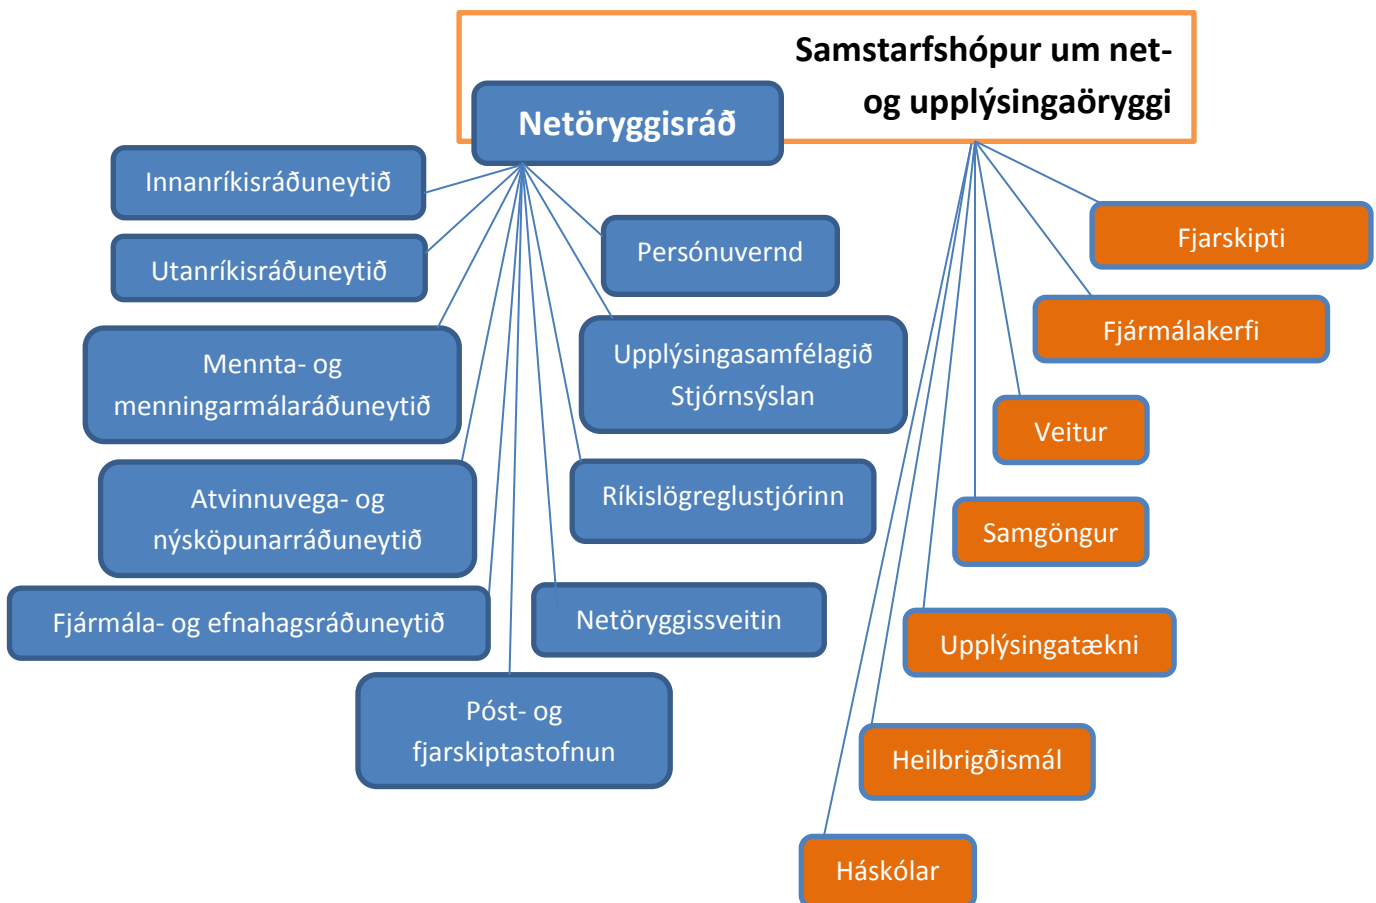 Samstarfshópur um net-
og upplýsingaöryggi
Netöryggisráð
Innanríkisráðuneytið
Utanríkisráðuneytið
Mennta- og
menningarmálaráðuneytið
Atvinnuvega- og
nýsköpunarráðuneytið
Fjármála- og efnahagsráðuneytið
Póst- og
fjarskiptastofnun
Persónuvernd
Upplýsingasamfélagið
Stjórnsýslan
Ríkislögreglustjórinn
Netöryggissveitin
Fjarskipti
Fjármálakerfi
Veitur
Samgöngur
Upplýsingatækni
Heilbrigðismál
Háskólar